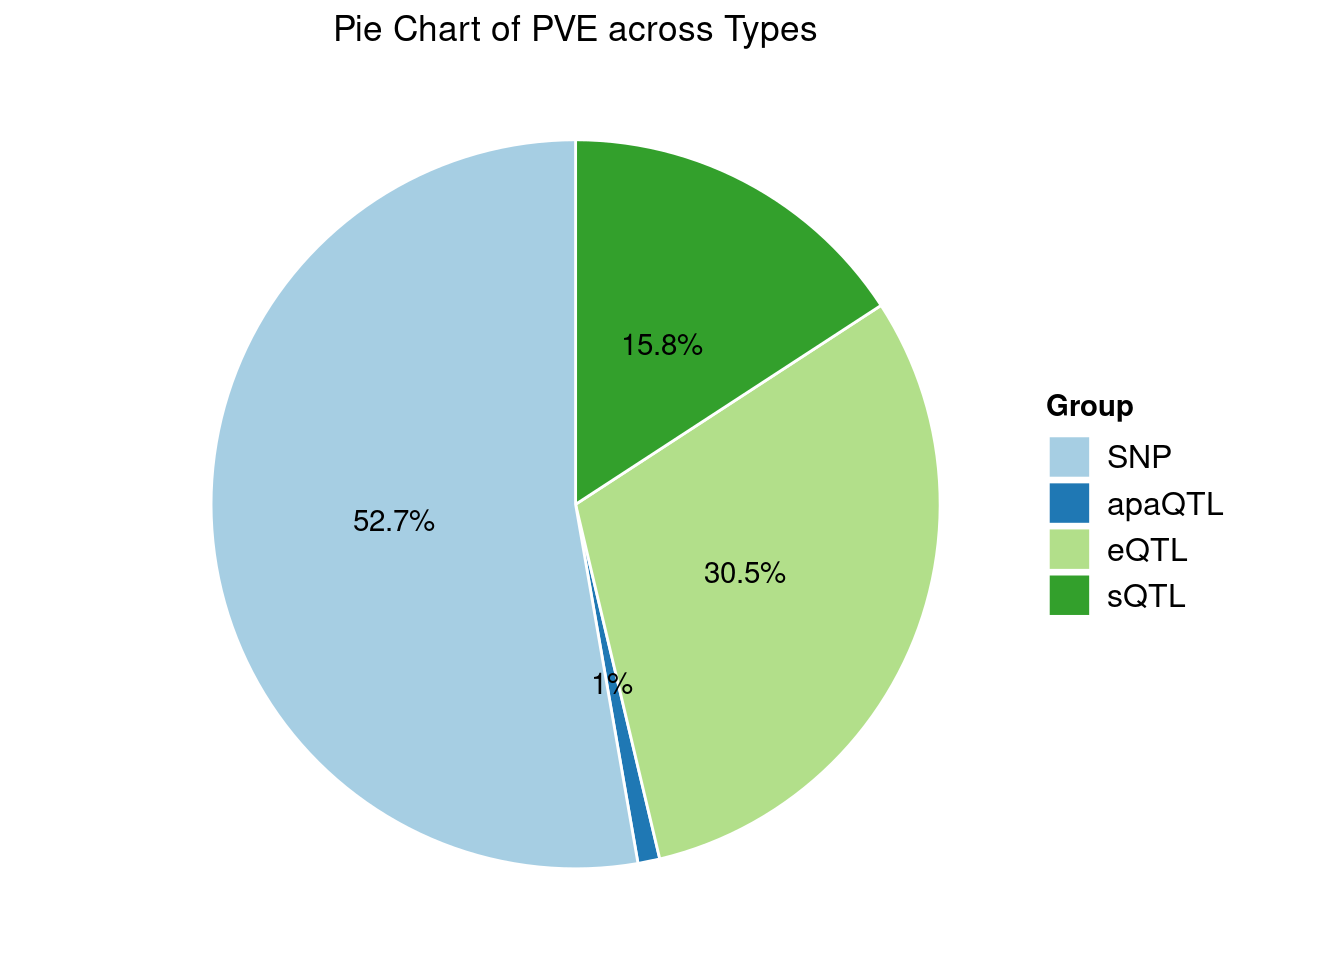 Pie Chart of PVE across Types
15.8%
52.7%
30.5%
1%
Group
SNP
apaQTL
eQTL
sQTL